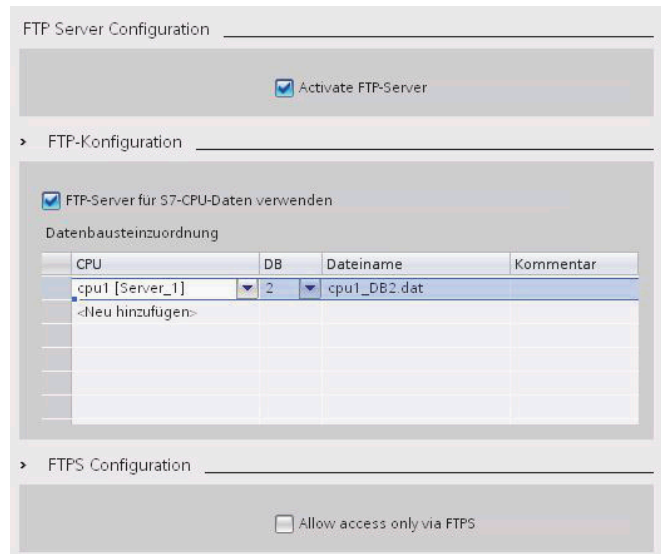 FTP Server Configuration
Activate FTP-Server
FTP-Konfiguration
FTP-Server für S7-CPU-Daten verwenden
Datenbausteinzuordnung
CPU DB Dateiname Kommentar
cpu1 [Server_1] 2 cpu1_DB2.dat
<Neu hinzufügen>
FTPS Configuration
Allow access only via FTPS